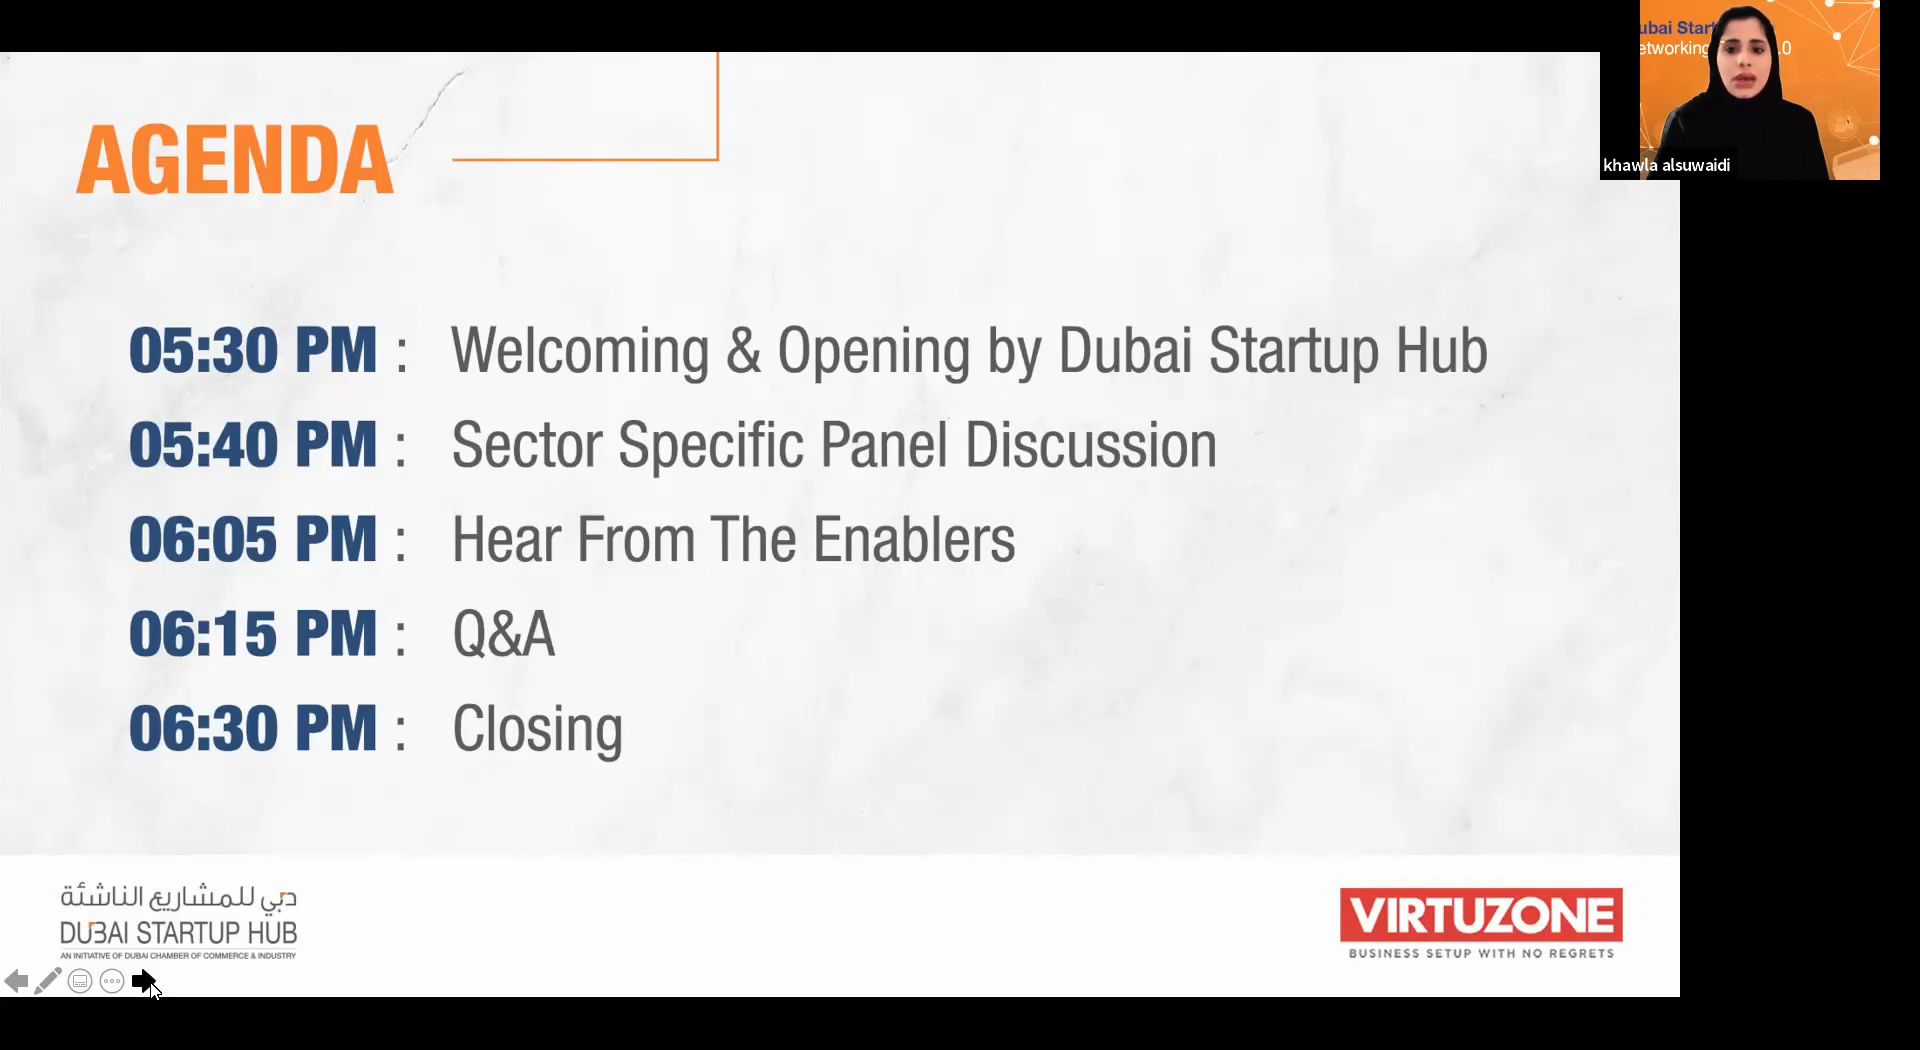 AGENDA
05:30 PM : Welcoming & Opening by Dubai Startup Hub
05:40 PM : Sector Specific Panel Discussion
06:05 PM : Hear From The Enablers
06:15 PM : Q&A
06:30 PM : Closing
دبي للمشاريع الناشئة
DUBAI STARTUP HUB
AN INITIATIVE OF DUBAI CHAMBER OF COMMERCE & INDUSTRY
VIRTUZONE
BUSINESS SETUP WITH NO REGRETS
ubai Start
etworking .0
khawla alsuwaidi